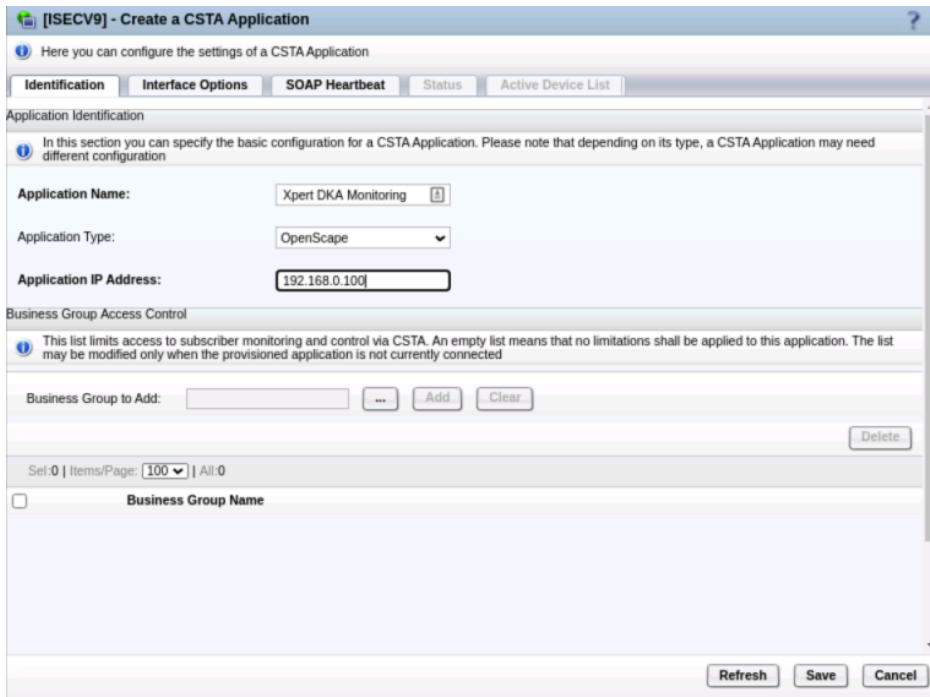 [ISECV9] - Create a CSTA Application
?
Here you can configure the settings of a CSTA Application
Identification Interface Options SOAP Heartbeat Status Active Device List
Application Identification
In this section you can specify the basic configuration for a CSTA Application. Please note that depending on its type, a CSTA Application may need
different configuration
Application Name: Xpert DKA Monitoring
Application Type: OpenScape
Application IP Address: 192.168.0.100
Business Group Access Control
This list limits access to subscriber monitoring and control via CSTA. An empty list means that no limitations shall be applied to this application. The list
may be modified only when the provisioned application is not currently connected
Business Group to Add: ... Add Clear
Delete
Sel:0 | Items/Page: 100 | All:0
Business Group Name
Refresh Save Cancel